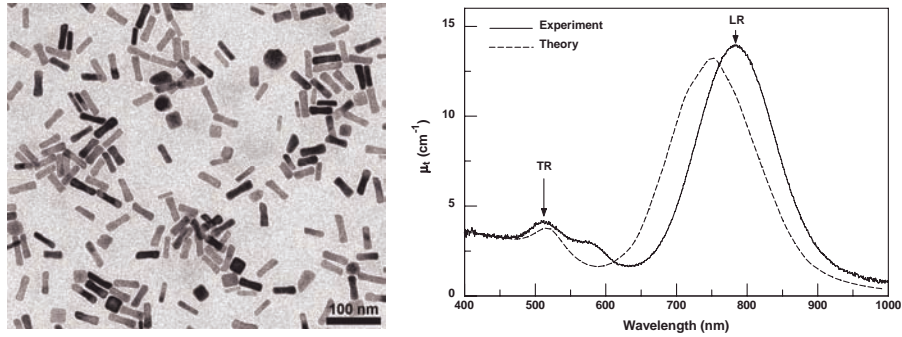 100 nm
15
10
5
0
μt (cm-1)
Experiment
Theory
LR
TR
400 500 600 700 800 900 1000
Wavelength (nm)